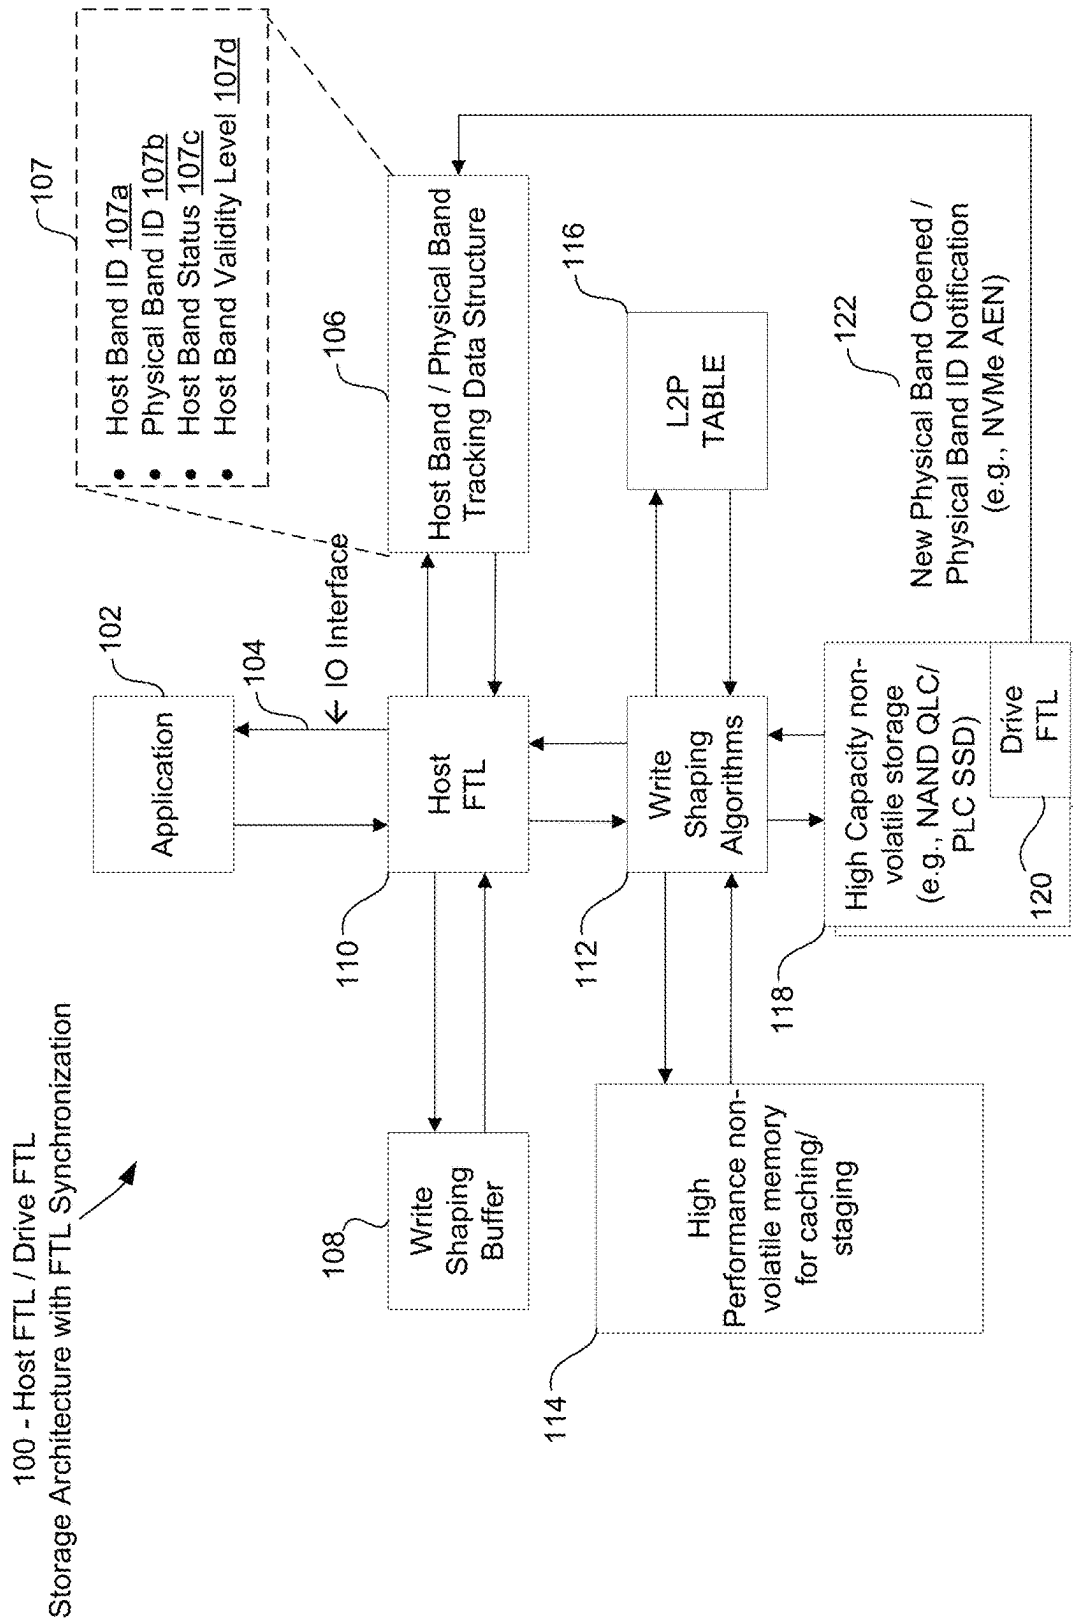 100 - Host FTL / Drive FTL
Storage Architecture with FTL Synchronization
107
Host Band ID 107a
Physical Band ID 107b
Host Band Status 107c
Host Band Validity Level 107d
102
Application
104
← IO Interface
106
Host Band / Physical Band
Tracking Data Structure
108
Write
Shaping
Buffer
110
Host
FTL
116
L2P
TABLE
112
Write
Shaping
Algorithms
114
High
Performance non-
volatile memory
for caching/
staging
118
High Capacity non-
volatile storage
(e.g., NAND QLC/
PLC SSD)
Drive
FTL
120
122
New Physical Band Opened /
Physical Band ID Notification
(e.g., NVMe AEN)